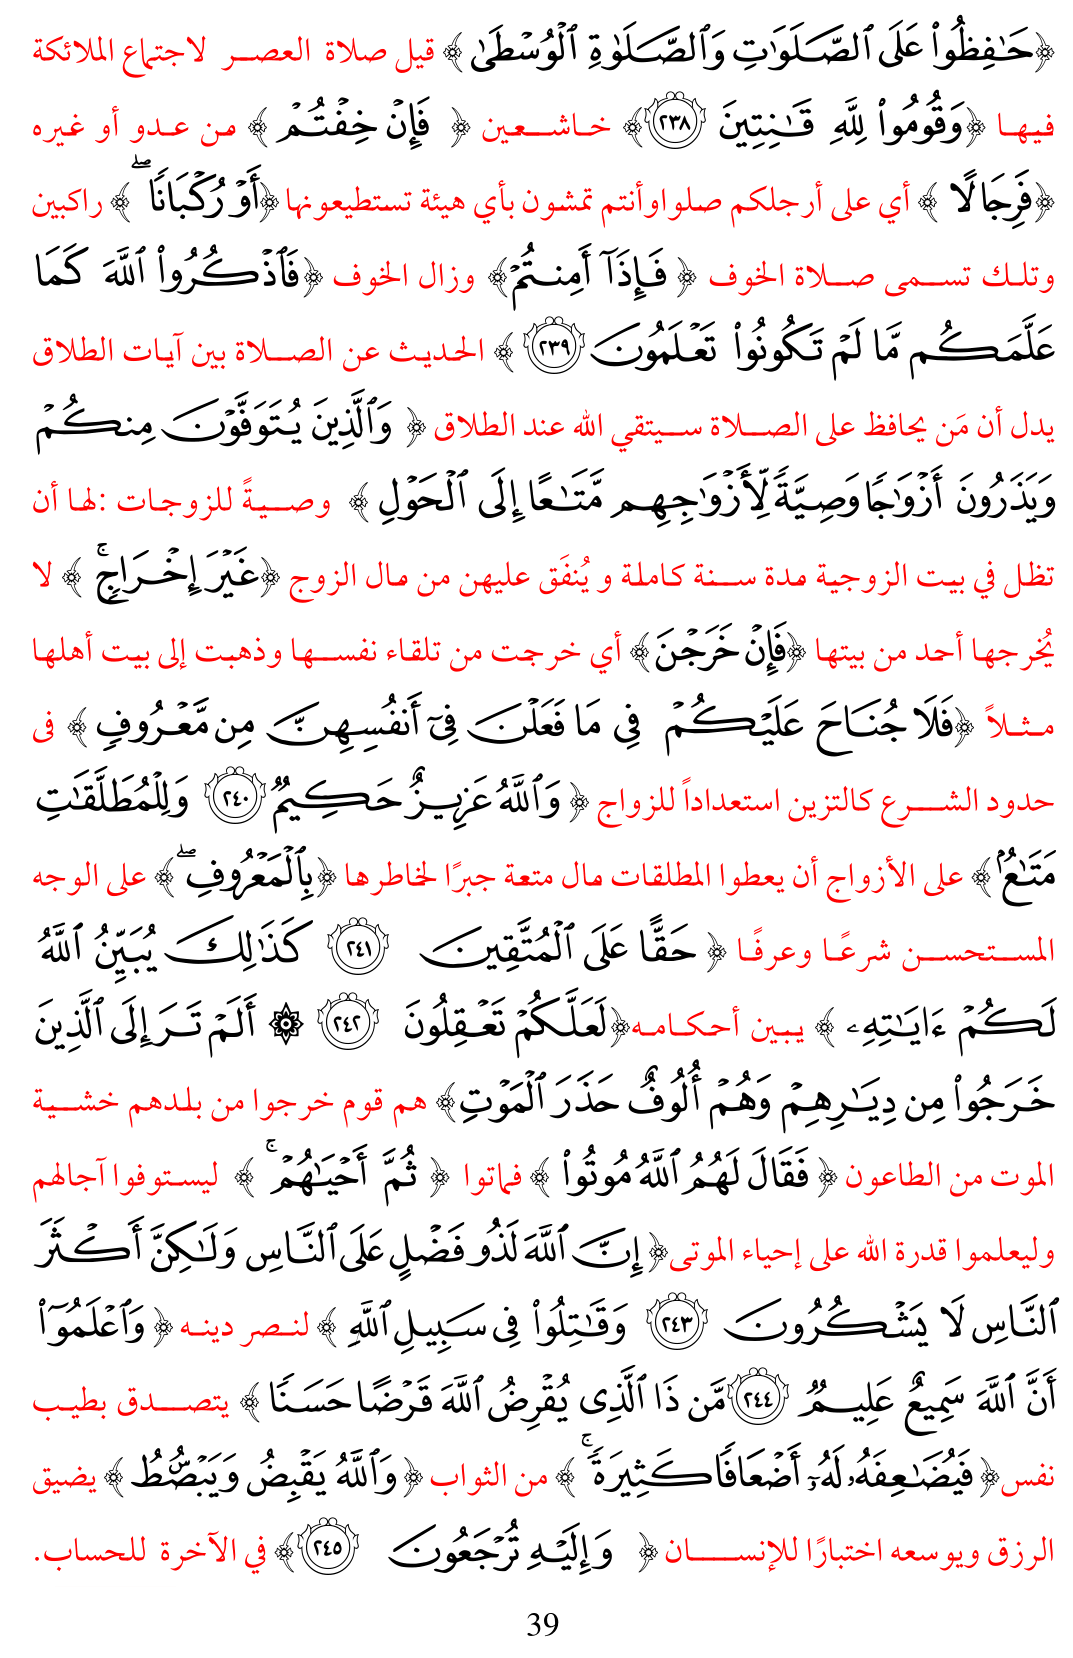 ﴿حَٰفِظُوا۟ عَلَى ٱلصَّلَوَٰتِ وَٱلصَّلَوٰةِ ٱلْوُسْطَىٰ﴾ قيل صلاة العصر لاجتماع الملائكة
فيها ﴿وَقُومُوا۟ لِلَّهِ قَٰنِتِينَ ٢٣٨﴾ خاشعين ﴿ فَإِنْ خِفْتُمْ ﴾ من عدو أو غيره
﴿فَرِجَالًا ﴾ أي على أرجلكم صلواوأنتم تمشون بأي هيئة تستطيعونها ﴿أَوْ رُكْبَانًا ۖ ﴾ راكبين
وتلك تسمى صلاة الخوف ﴿ فَإِذَآ أَمِنتُمْ﴾ وزال الخوف ﴿فَٱذْكُرُوا۟ ٱللَّهَ كَمَا
عَلَّمَكُم مَّا لَمْ تَكُونُوا۟ تَعْلَمُونَ ٢٣٩ ﴾ الحديث عن الصلاة بين آيات الطلاق
يدل أن مَن يحافظ على الصلاة سيتقي الله عند الطلاق ﴿ وَٱلَّذِينَ يُتَوَفَّوْنَ مِنكُمْ
وَيَذَرُونَ أَزْوَٰجًا وَصِيَّةً لِّأَزْوَٰجِهِم مَّتَٰعًا إِلَى ٱلْحَوْلِ ﴾ وصيةً للزوجات :لها أن
تظل في بيت الزوجية مدة سنة كاملة و يُنفَق عليهن من مال الزوج ﴿غَيْرَ إِخْرَاجٍ ۚ ﴾ لا
يُخرجها أحد من بيتها ﴿فَإِنْ خَرَجْنَ﴾ أي خرجت من تلقاء نفسها وذهبت إلى بيت أهلها
مثلاً ﴿فَلَا جُنَاحَ عَلَيْكُمْ فِى مَا فَعَلْنَ فِىٓ أَنفُسِهِنَّ مِن مَّعْرُوفٍ ﴾ فى
حدود الشرع كالتزين استعداداً للزواج ﴿ وَٱللَّهُ عَزِيزٌ حَكِيمٌ ٢٤٠ وَلِلْمُطَلَّقَٰتِ
مَتَٰعٌۢ ﴾ على الأزواج أن يعطوا المطلقات مال متعة جبرًا لخاطرها ﴿بِٱلْمَعْرُوفِ ۖ ﴾ على الوجه
المستحسن شرعًا وعرفًا ﴿ حَقًّا عَلَى ٱلْمُتَّقِينَ ٢٤١ كَذَٰلِكَ يُبَيِّنُ ٱللَّهُ
لَكُمْ ءَايَٰتِهِۦ ﴾ يبين أحكامه ﴿لَعَلَّكُمْ تَعْقِلُونَ ٢٤٢ ۞ أَلَمْ تَرَ إِلَى ٱلَّذِينَ
خَرَجُوا۟ مِن دِيَٰرِهِمْ وَهُمْ أُلُوفٌ حَذَرَ ٱلْمَوْتِ﴾ هم قوم خرجوا من بلدهم خشية
الموت من الطاعون ﴿ فَقَالَ لَهُمُ ٱللَّهُ مُوتُوا۟ ﴾ فماتوا ﴿ ثُمَّ أَحْيَٰهُمْ ۚ ﴾ ليستوفوا آجالهم
وليعلموا قدرة الله على إحياء الموتى ﴿ إِنَّ ٱللَّهَ لَذُو فَضْلٍ عَلَى ٱلنَّاسِ وَلَٰكِنَّ أَكْثَرَ
ٱلنَّاسِ لَا يَشْكُرُونَ ٢٤٣ وَقَٰتِلُوا۟ فِى سَبِيلِ ٱللَّهِ ﴾ لنصر دينه ﴿ وَٱعْلَمُوٓا۟
أَنَّ ٱللَّهَ سَمِيعٌ عَلِيمٌ ٢٤٤ مَّن ذَا ٱلَّذِى يُقْرِضُ ٱللَّهَ قَرْضًا حَسَنًا ﴾ يتصدق بطيب
نفس ﴿ فَيُضَٰعِفَهُۥ لَهُۥٓ أَضْعَافًا كَثِيرَةً ۚ ﴾ من الثواب ﴿ وَٱللَّهُ يَقْبِضُ وَيَبْصُۜطُ ﴾ يضيق
الرزق ويوسعه اختبارًا للإنسان ﴿ وَإِلَيْهِ تُرْجَعُونَ ٢٤٥ ﴾ في الآخرة للحساب.
39